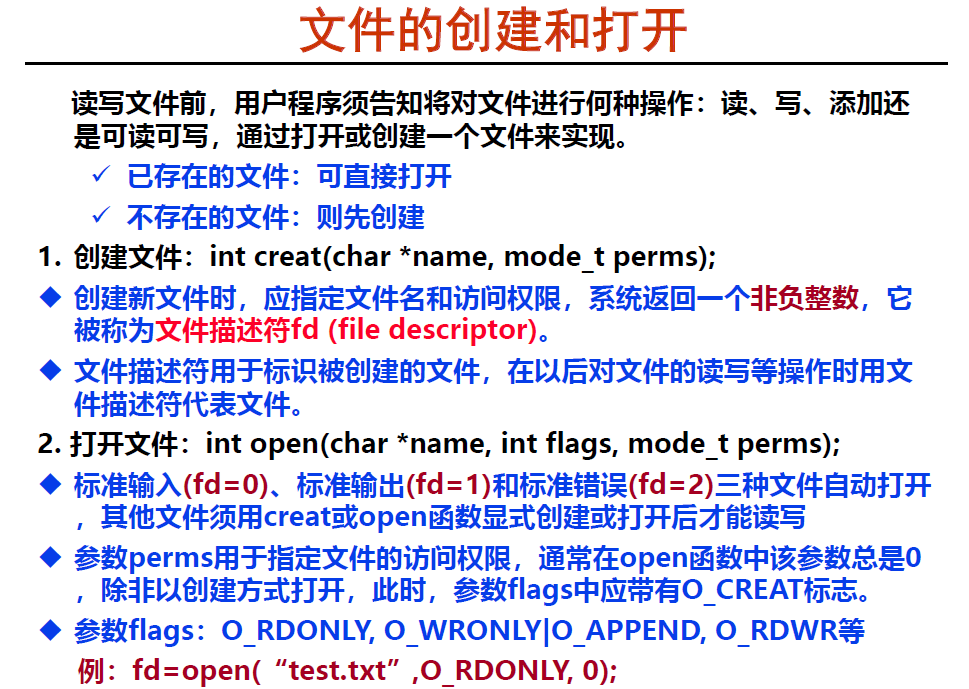 文件的创建和打开
读写文件前，用户程序须告知将对文件进行何种操作：读、写、添加还
是可读可写，通过打开或创建一个文件来实现。
✓ 已存在的文件：可直接打开
✓ 不存在的文件：则先创建
1. 创建文件：int creat(char *name, mode_t perms);
◆ 创建新文件时，应指定文件名和访问权限，系统返回一个非负整数，它
被称为文件描述符fd (file descriptor)。
◆ 文件描述符用于标识被创建的文件，在以后对文件的读写等操作时用文
件描述符代表文件。
2. 打开文件：int open(char *name, int flags, mode_t perms);
◆ 标准输入(fd=0)、标准输出(fd=1)和标准错误(fd=2)三种文件自动打开
，其他文件须用creat或open函数显式创建或打开后才能读写
◆ 参数perms用于指定文件的访问权限，通常在open函数中该参数总是0
，除非以创建方式打开，此时，参数flags中应带有O_CREAT标志。
◆ 参数flags：O_RDONLY, O_WRONLY|O_APPEND, O_RDWR等
例：fd=open(“test.txt”,O_RDONLY, 0);